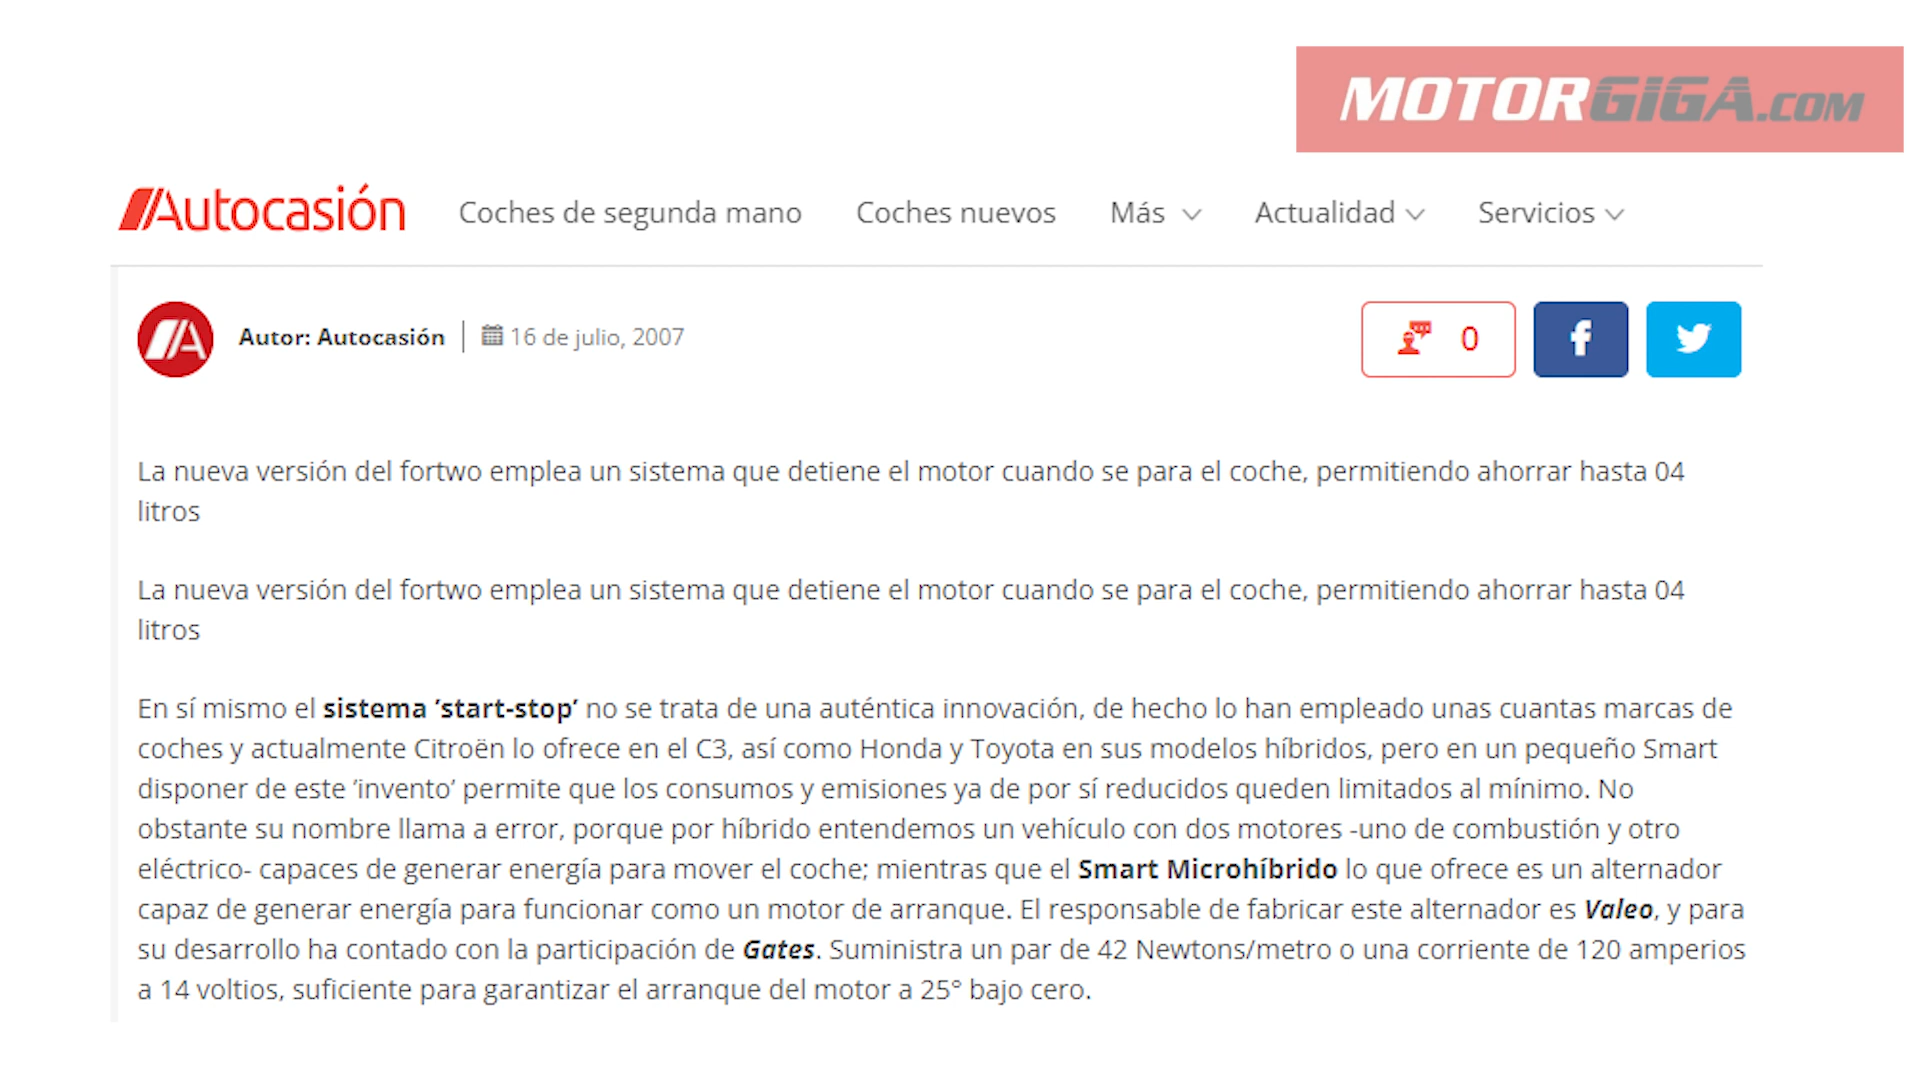 MOTORGIGA.COM
Autocasión Coches de segunda mano Coches nuevos Más Actualidad Servicios
Autor: Autocasión 16 de julio, 2007 0
La nueva versión del fortwo emplea un sistema que detiene el motor cuando se para el coche, permitiendo ahorrar hasta 04
litros
La nueva versión del fortwo emplea un sistema que detiene el motor cuando se para el coche, permitiendo ahorrar hasta 04
litros
En sí mismo el sistema ‘start-stop’ no se trata de una auténtica innovación, de hecho lo han empleado unas cuantas marcas de
coches y actualmente Citroën lo ofrece en el C3, así como Honda y Toyota en sus modelos híbridos, pero en un pequeño Smart
disponer de este ‘invento’ permite que los consumos y emisiones ya de por sí reducidos queden limitados al mínimo. No
obstante su nombre llama a error, porque por híbrido entendemos un vehículo con dos motores -uno de combustión y otro
eléctrico- capaces de generar energía para mover el coche; mientras que el Smart Microhíbrido lo que ofrece es un alternador
capaz de generar energía para funcionar como un motor de arranque. El responsable de fabricar este alternador es Valeo, y para
su desarrollo ha contado con la participación de Gates. Suministra un par de 42 Newtons/metro o una corriente de 120 amperios
a 14 voltios, suficiente para garantizar el arranque del motor a 25° bajo cero.